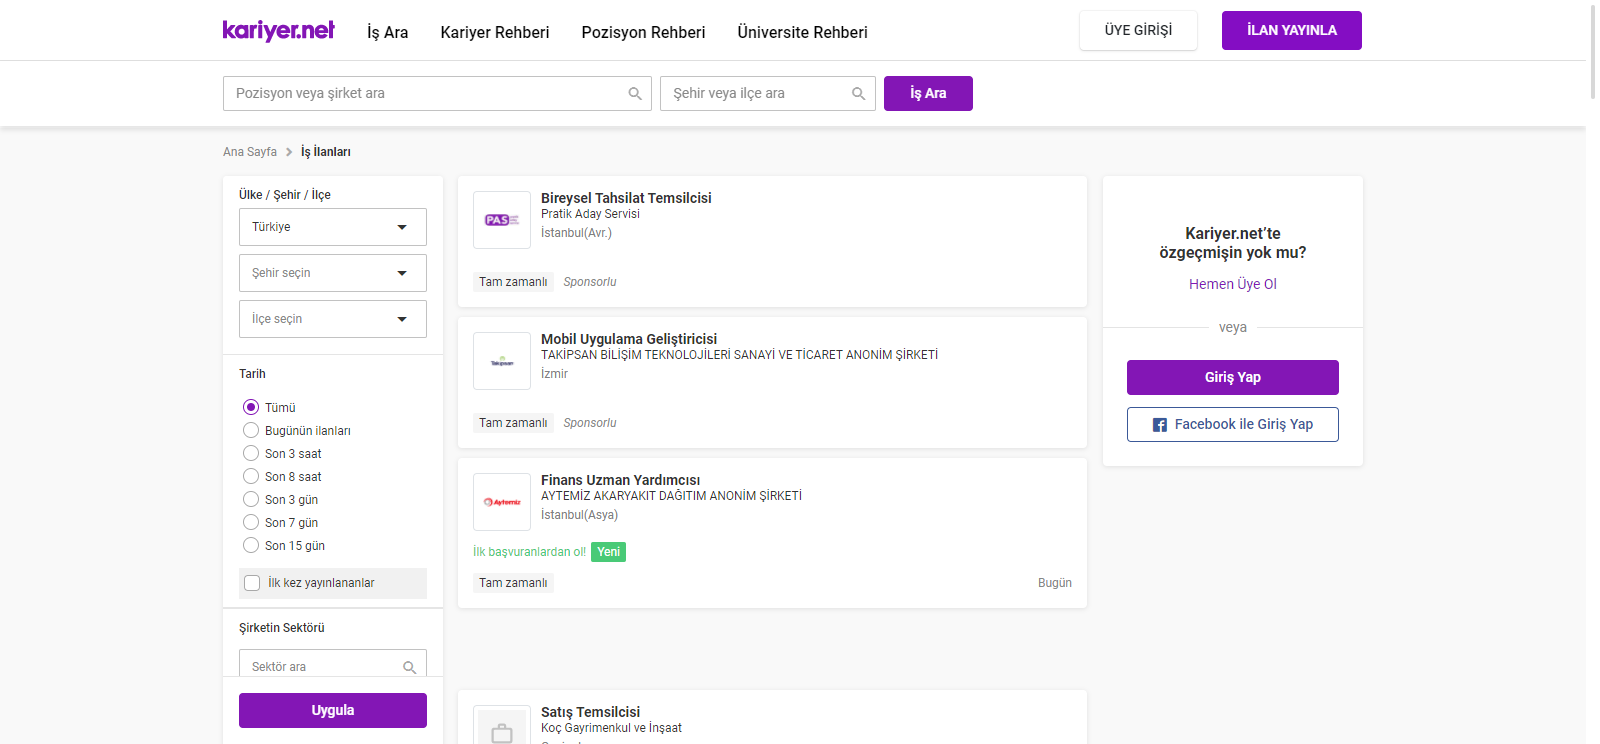 kariyer.net
İş Ara
Kariyer Rehberi
Pozisyon Rehberi
Üniversite Rehberi
ÜYE GİRİŞİ
İLAN YAYINLA
Pozisyon veya şirket ara
Şehir veya ilçe ara
İş Ara
Ana Sayfa
İş İlanları
Ülke / Şehir / İlçe
Türkiye
Şehir seçin
İlçe seçin
Tarih
Tümü
Bugünün ilanları
Son 3 saat
Son 8 saat
Son 3 gün
Son 7 gün
Son 15 gün
İlk kez yayınlananlar
Şirketin Sektörü
Sektör ara
Uygula
PAS
Bireysel Tahsilat Temsilcisi
Pratik Aday Servisi
İstanbul(Avr.)
Tam zamanlı
Sponsorlu
Takipsan
Mobil Uygulama Geliştiricisi
TAKİPSAN BİLİŞİM TEKNOLOJİLERİ SANAYİ VE TİCARET ANONİM ŞİRKETİ
İzmir
Tam zamanlı
Sponsorlu
Aytemiz
Finans Uzman Yardımcısı
AYTEMİZ AKARYAKIT DAĞITIM ANONİM ŞİRKETİ
İstanbul(Asya)
İlk başvuranlardan ol!
Yeni
Tam zamanlı
Bugün
Satış Temsilcisi
Koç Gayrimenkul ve İnşaat
Kariyer.net’te
özgeçmişin yok mu?
Hemen Üye Ol
veya
Giriş Yap
Facebook ile Giriş Yap